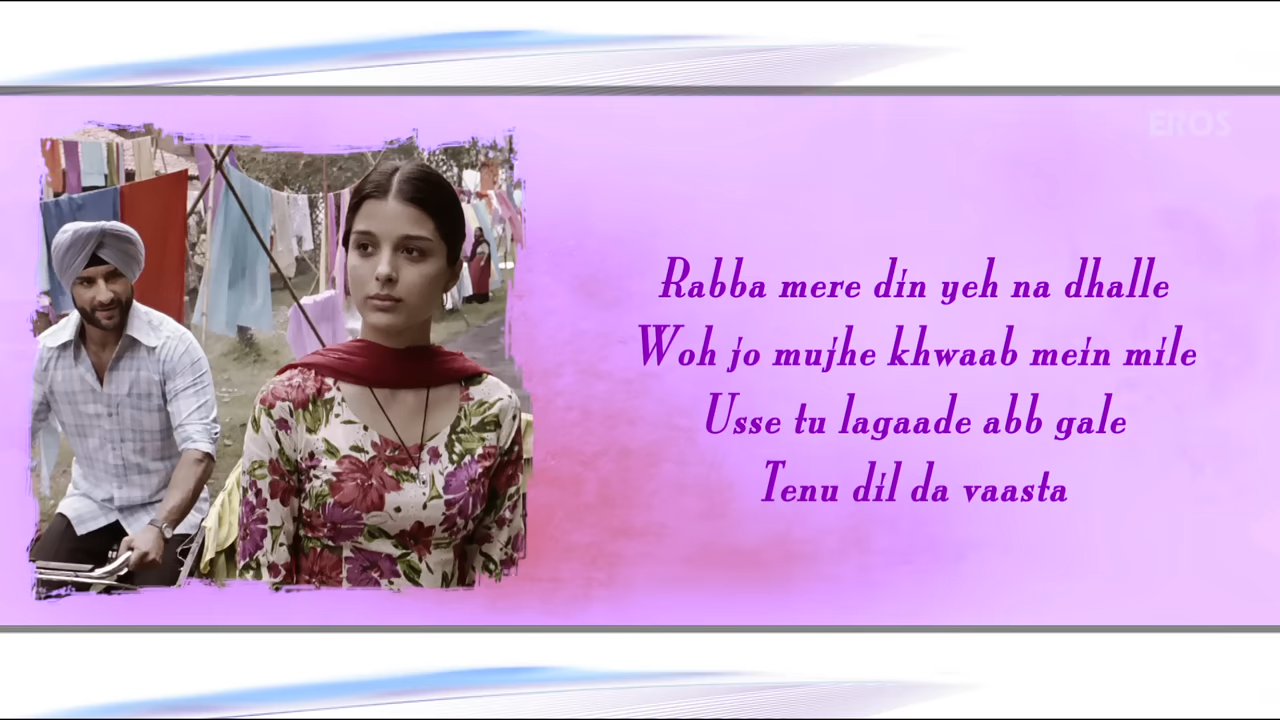 EROS
Rabba mere din yeh na dhalle
Woh jo mujhe khwaab mein mile
Usse tu lagaade abb gale
Tenu dil da vaasta